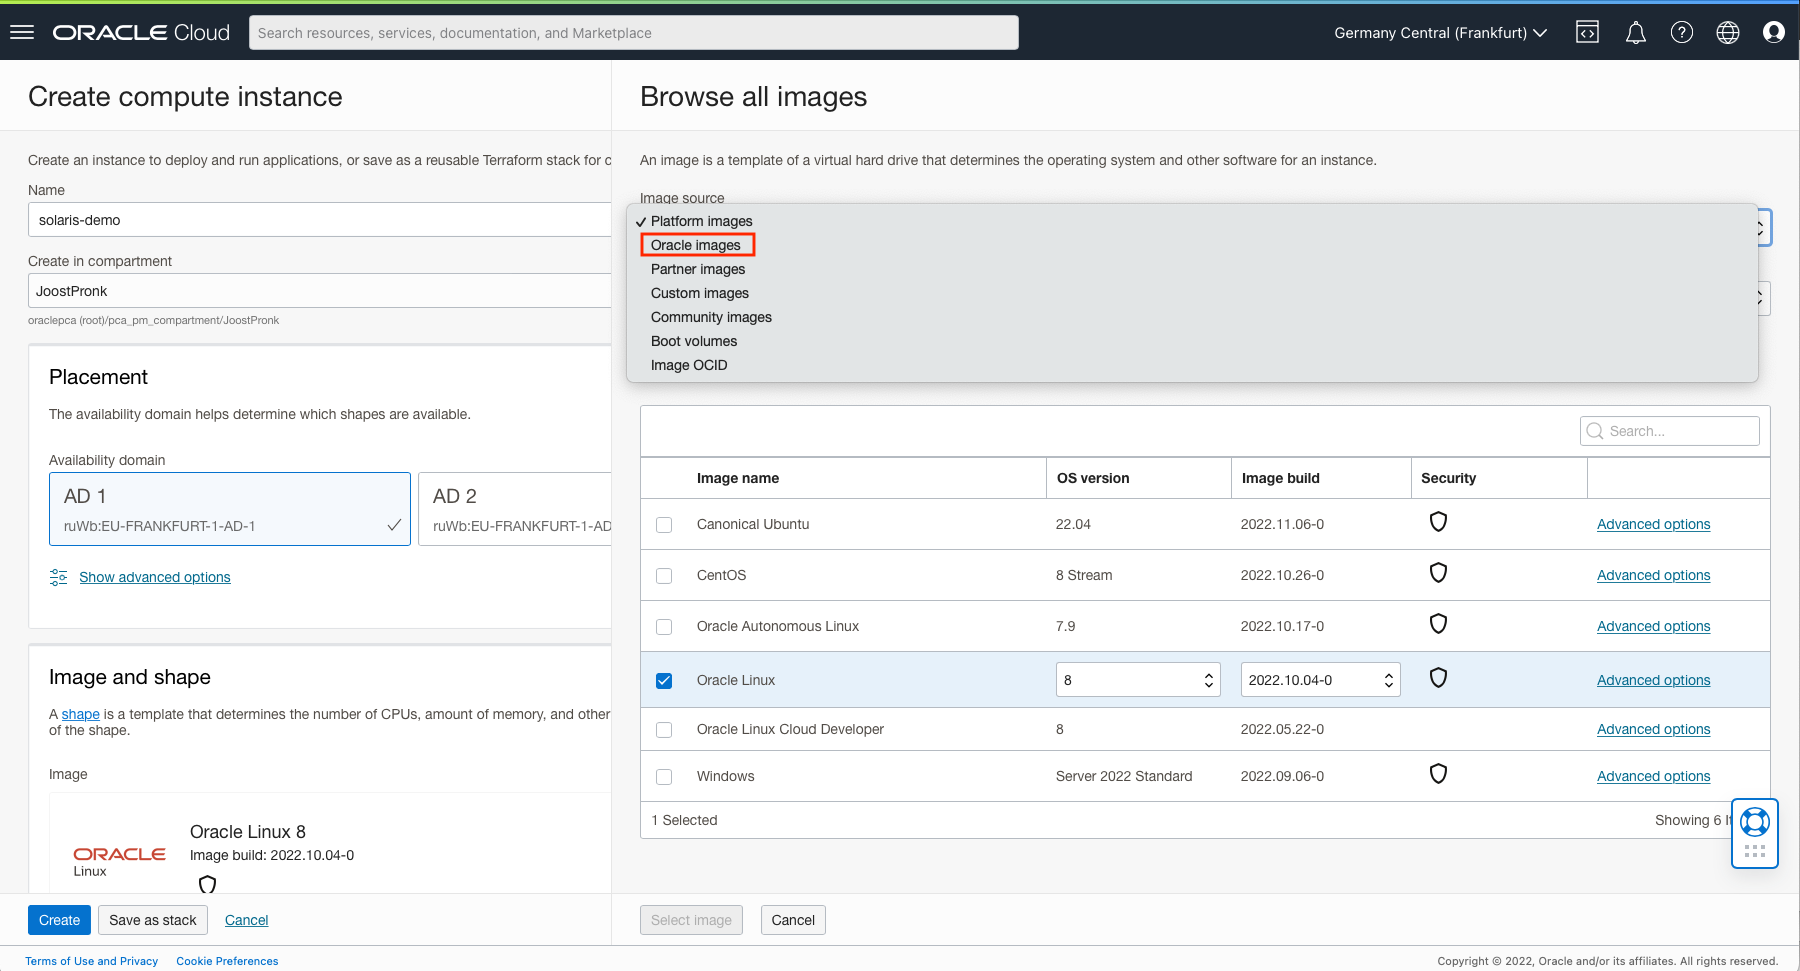 ORACLE Cloud
Search resources, services, documentation, and Marketplace
Germany Central (Frankfurt)
Create compute instance
Create an instance to deploy and run applications, or save as a reusable Terraform stack for c
Name
solaris-demo
Create in compartment
JoostPronk
oraclepca (root)/pca_pm_compartment/JoostPronk
Placement
The availability domain helps determine which shapes are available.
Availability domain
AD 1
ruWb:EU-FRANKFURT-1-AD-1
AD 2
ruWb:EU-FRANKFURT-1-AD
Show advanced options
Image and shape
A shape is a template that determines the number of CPUs, amount of memory, and other
of the shape.
Image
ORACLE
Linux
Oracle Linux 8
Image build: 2022.10.04-0
Create
Save as stack
Cancel
Browse all images
An image is a template of a virtual hard drive that determines the operating system and other software for an instance.
Image source
Platform images
Oracle images
Partner images
Custom images
Community images
Boot volumes
Image OCID
Search...
Image name OS version Image build Security
Canonical Ubuntu 22.04 2022.11.06-0 Advanced options
CentOS 8 Stream 2022.10.26-0 Advanced options
Oracle Autonomous Linux 7.9 2022.10.17-0 Advanced options
Oracle Linux 8 2022.10.04-0 Advanced options
Oracle Linux Cloud Developer 8 2022.05.22-0 Advanced options
Windows Server 2022 Standard 2022.09.06-0 Advanced options
1 Selected
Showing 6 It
Select image
Cancel
Terms of Use and Privacy
Cookie Preferences
Copyright © 2022, Oracle and/or its affiliates. All rights reserved.